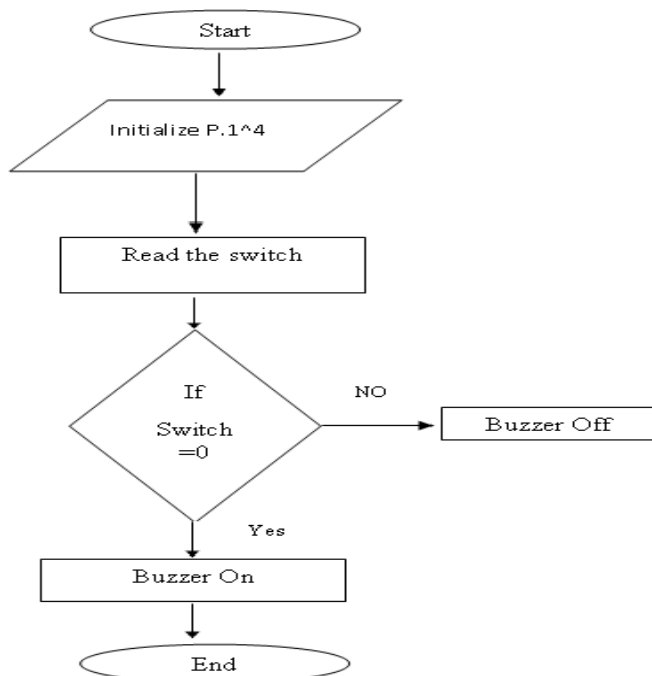 Start
Initialize P.1^4
Read the switch
If
Switch
=0
NO
Buzzer Off
Yes
Buzzer On
End